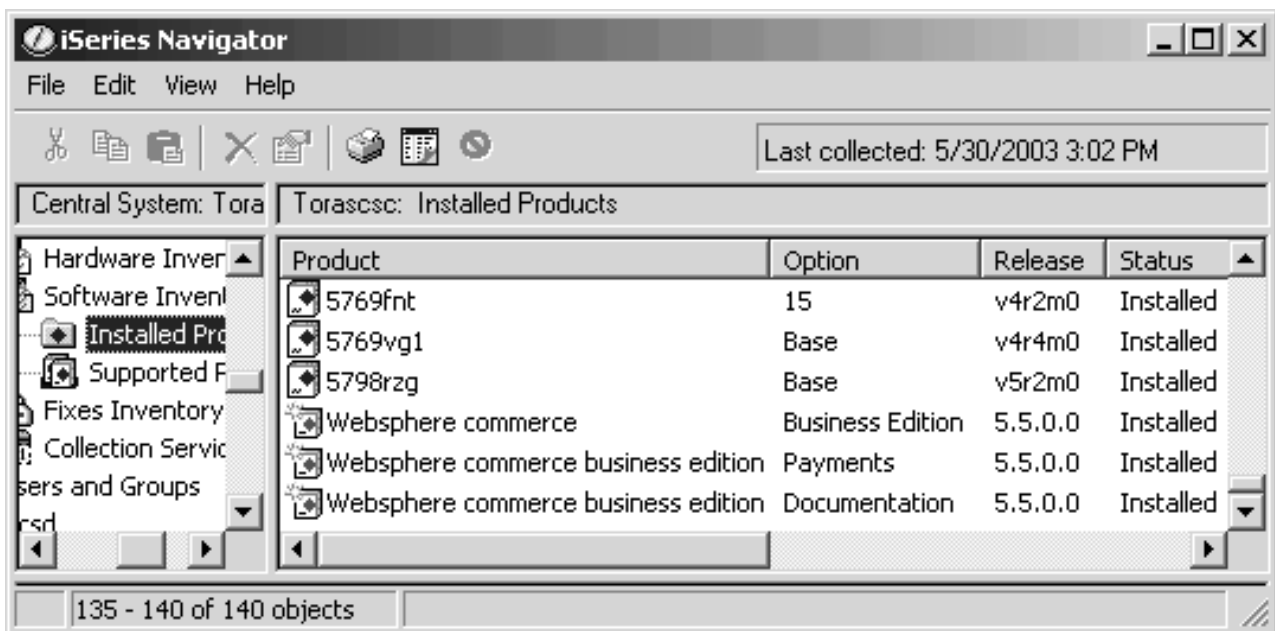 iSeries Navigator
File Edit View Help
Last collected: 5/30/2003 3:02 PM
Central System: Tora
Torascsc: Installed Products
Hardware Inver
Software Invent
Installed Pro
Supported P
Fixes Inventory
Collection Servic
sers and Groups
csd
Product Option Release Status
5769fnt 15 v4r2m0 Installed
5769vg1 Base v4r4m0 Installed
5798rzg Base v5r2m0 Installed
Websphere commerce Business Edition 5.5.0.0 Installed
Websphere commerce business edition Payments 5.5.0.0 Installed
Websphere commerce business edition Documentation 5.5.0.0 Installed
135 - 140 of 140 objects